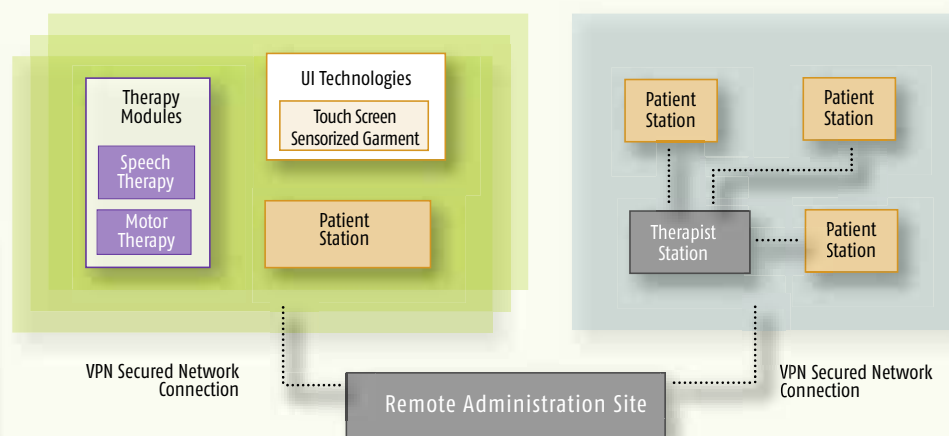 Therapy
Modules
Speech
Therapy
Motor
Therapy
UI Technologies
Touch Screen
Sensorized Garment
Patient
Station
Patient
Station
Patient
Station
Therapist
Station
Patient
Station
VPN Secured Network
Connection
VPN Secured Network
Connection
Remote Administration Site